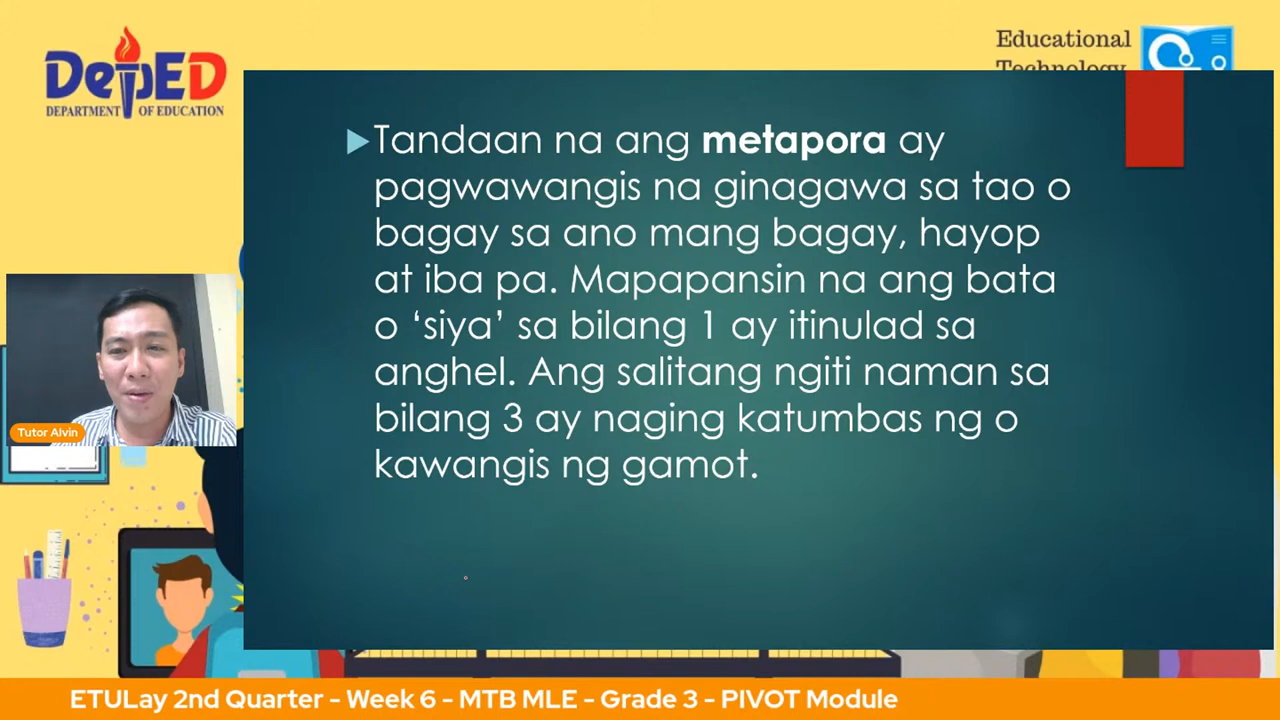 DepED
DEPARTMENT OF EDUCATION
Educational
Technology
Tandaan na ang metapora ay
pagwawangis na ginagawa sa tao o
bagay sa ano mang bagay, hayop
at iba pa. Mapapansin na ang bata
o ‘siya’ sa bilang 1 ay itinulad sa
anghel. Ang salitang ngiti naman sa
bilang 3 ay naging katumbas ng o
kawangis ng gamot.
Tutor Alvin
ETULay 2nd Quarter - Week 6 - MTB MLE - Grade 3 - PIVOT Module